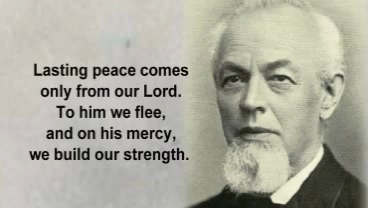 Lasting peace comes
only from our Lord.
To him we flee,
and on his mercy,
we build our strength.